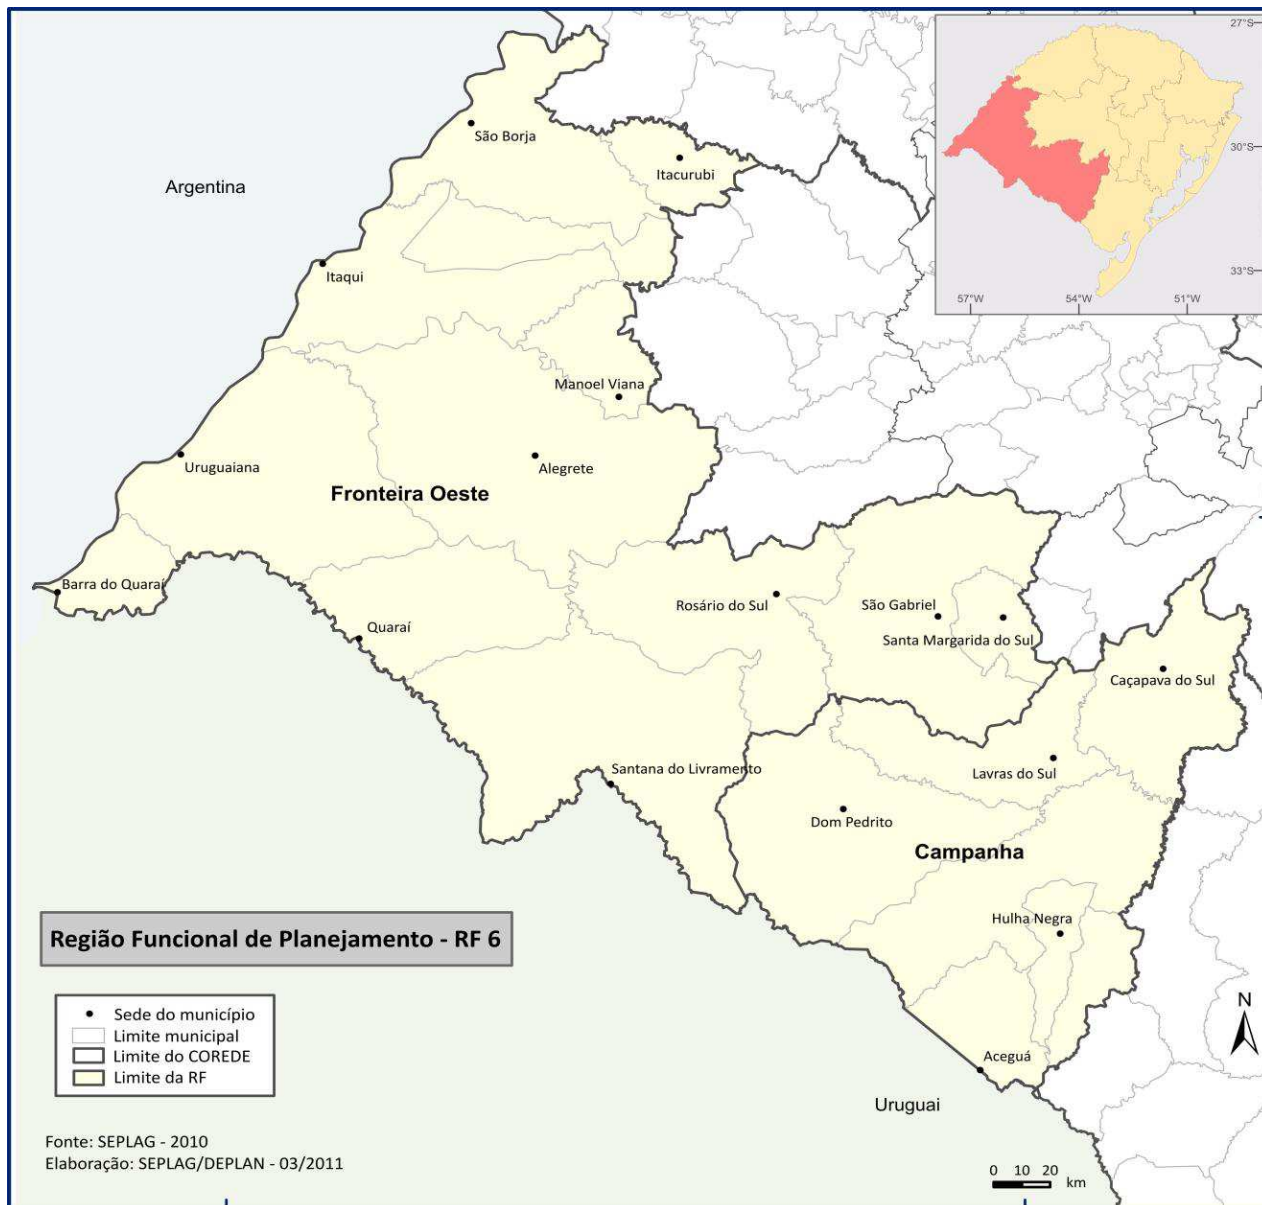 27°S
30°S
33°S
57°W
54°W
51°W
São Borja
Itacurubi
Argentina
Itaqui
Manoel Viana
Uruguaiana
Alegrete
Fronteira Oeste
Barra do Quaraí
Quaraí
Rosário do Sul
São Gabriel
Santa Margarida do Sul
Caçapava do Sul
Santana do Livramento
Lavras do Sul
Dom Pedrito
Campanha
Hulha Negra
Aceguá
Uruguai
Região Funcional de Planejamento - RF 6
Sede do município
Limite municipal
Limite do COREDE
Limite da RF
Fonte: SEPLAG - 2010
Elaboração: SEPLAG/DEPLAN - 03/2011
N
0 10 20
km